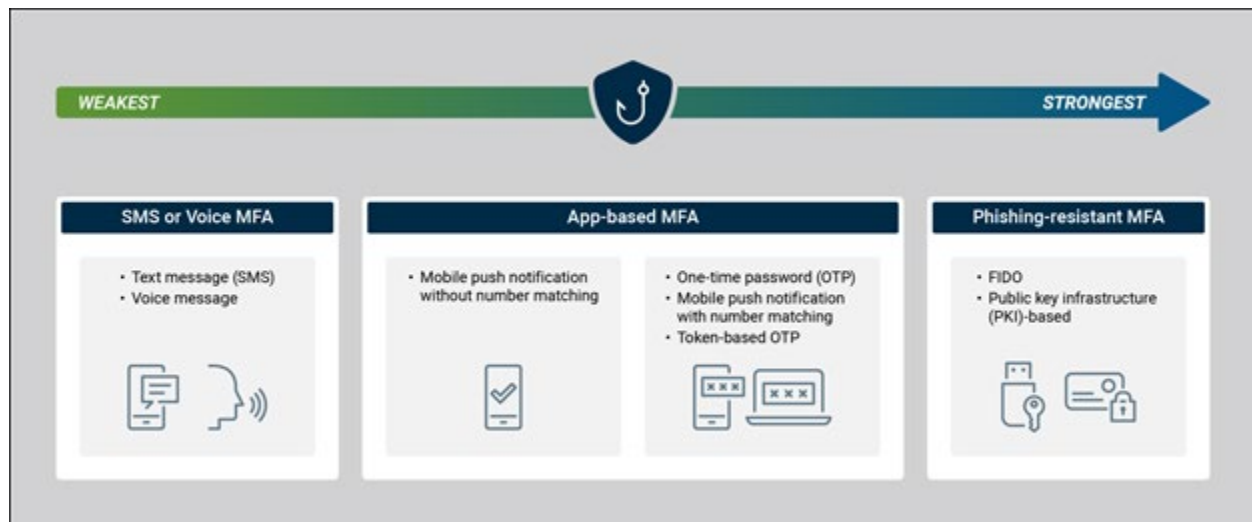 WEAKEST
STRONGEST
SMS or Voice MFA
• Text message (SMS)
• Voice message
App-based MFA
• Mobile push notification
without number matching
• One-time password (OTP)
• Mobile push notification
with number matching
• Token-based OTP
xxx
xxx
Phishing-resistant MFA
• FIDO
• Public key infrastructure
(PKI)-based